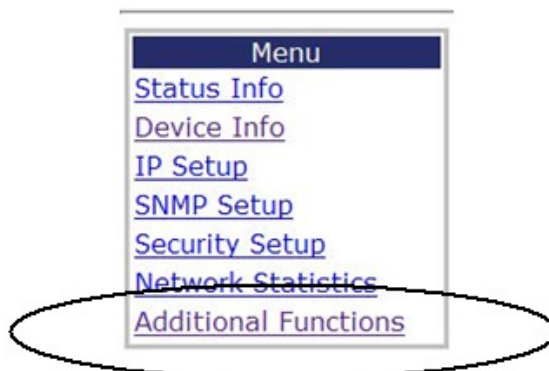 Menu
Status Info
Device Info
IP Setup
SNMP Setup
Security Setup
Network Statistics
Additional Functions